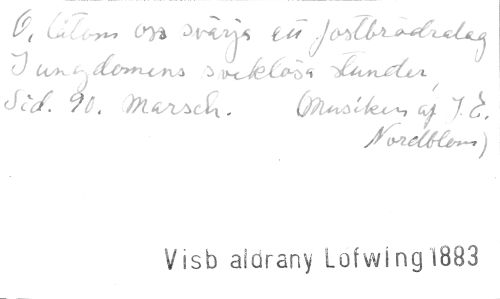 O, låtom oss svärja ett fostbrödralag
I ungdomens sveklösa stunder,
Sid. 90. Marsch. (Musiken af J. E.
Nordblom)
Visb aldrany Lofwing 1883